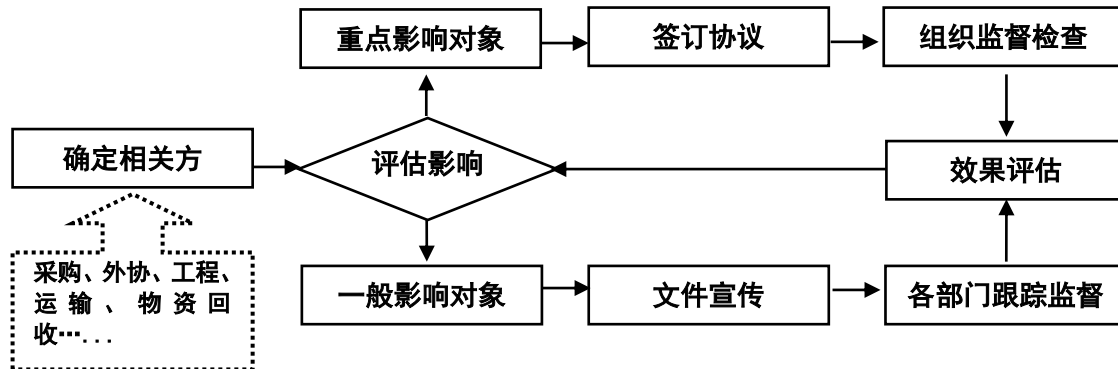 重点影响对象
签订协议
组织监督检查
确定相关方
评估影响
效果评估
采购、外协、工程、
运输、物资回
收…...
一般影响对象
文件宣传
各部门跟踪监督